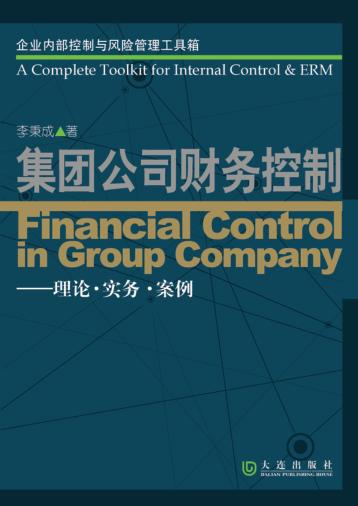 企业内部控制与风险管理工具箱
A Complete Toolkit for Internal Control & ERM
李秉成▲著
集团公司财务控制
Financial Control
in Group Company
——理论·实务·案例
大连出版社
DALIAN PUBLISHING HOUSE